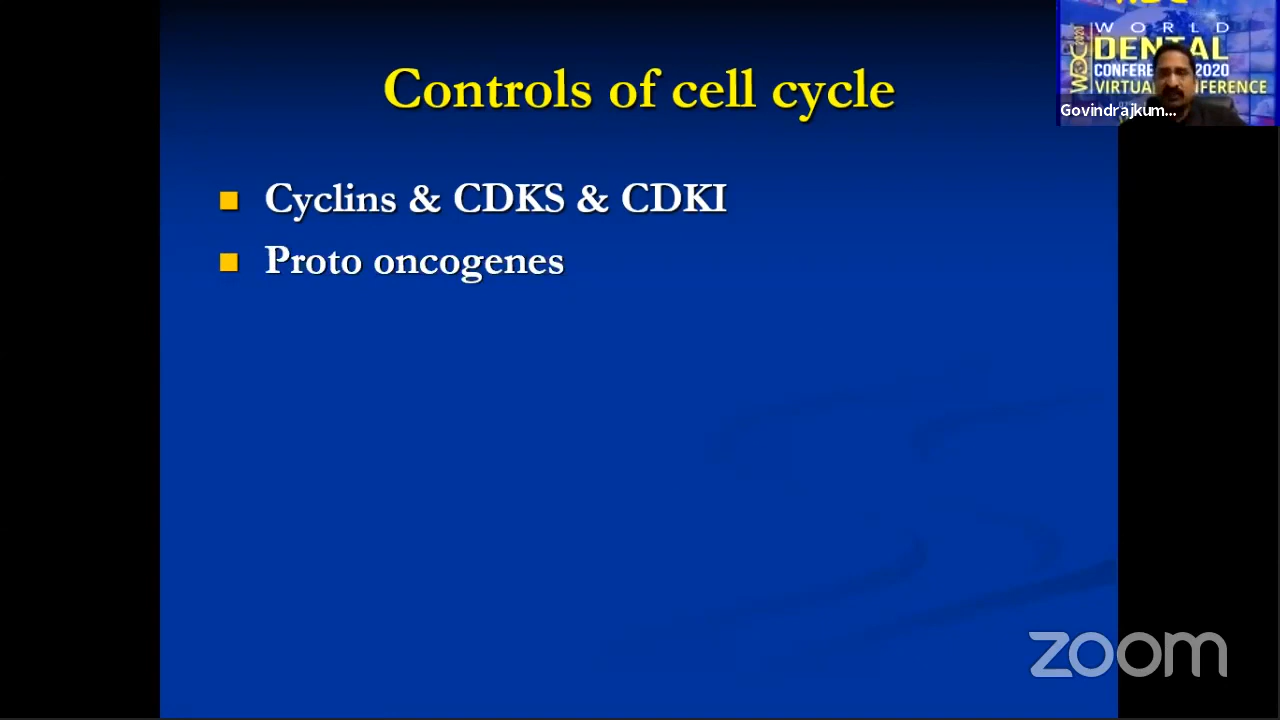 Controls of cell cycle
Cyclins & CDKS & CDKI
Proto oncogenes
WORLD
DENTAL
2020
VIRTUAL
Govindrajkum...
zoom